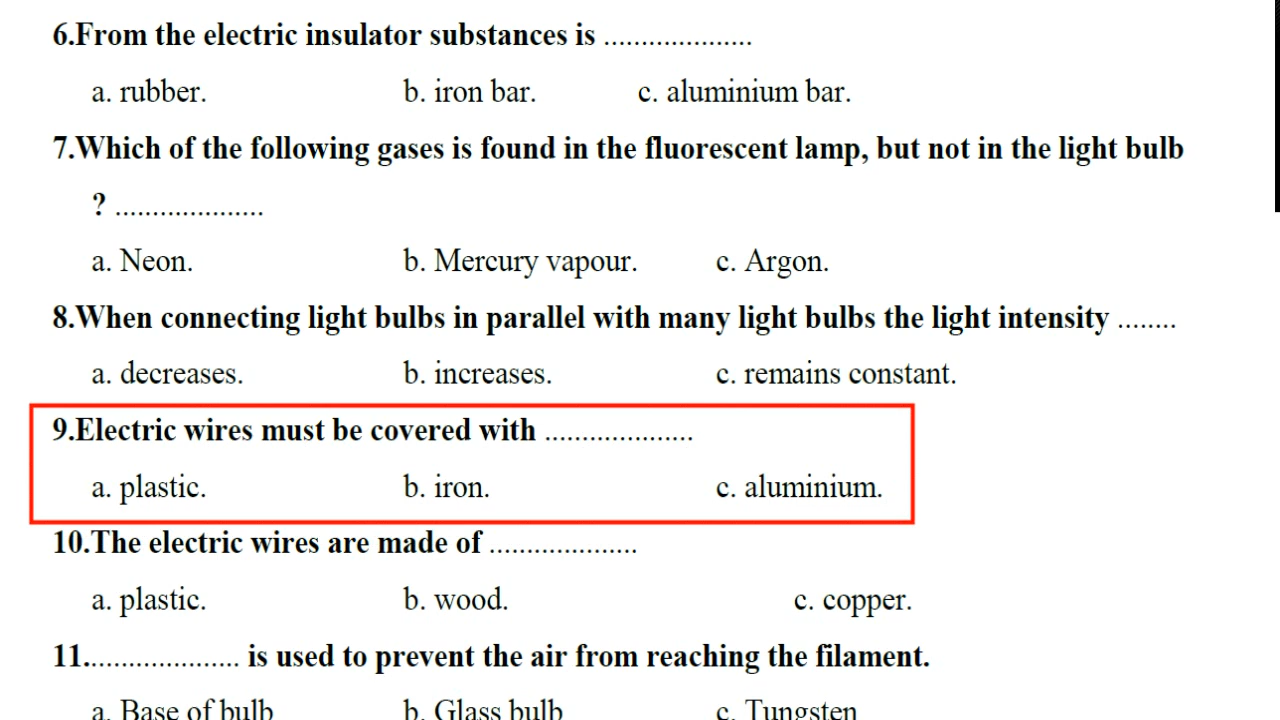 6.From the electric insulator substances is ....................
a. rubber. b. iron bar. c. aluminium bar.
7.Which of the following gases is found in the fluorescent lamp, but not in the light bulb
? ....................
a. Neon. b. Mercury vapour. c. Argon.
8.When connecting light bulbs in parallel with many light bulbs the light intensity ........
a. decreases. b. increases. c. remains constant.
9.Electric wires must be covered with ....................
a. plastic. b. iron. c. aluminium.
10.The electric wires are made of ....................
a. plastic. b. wood. c. copper.
11..................... is used to prevent the air from reaching the filament.
a. Base of bulb b. Glass bulb c. Tungsten